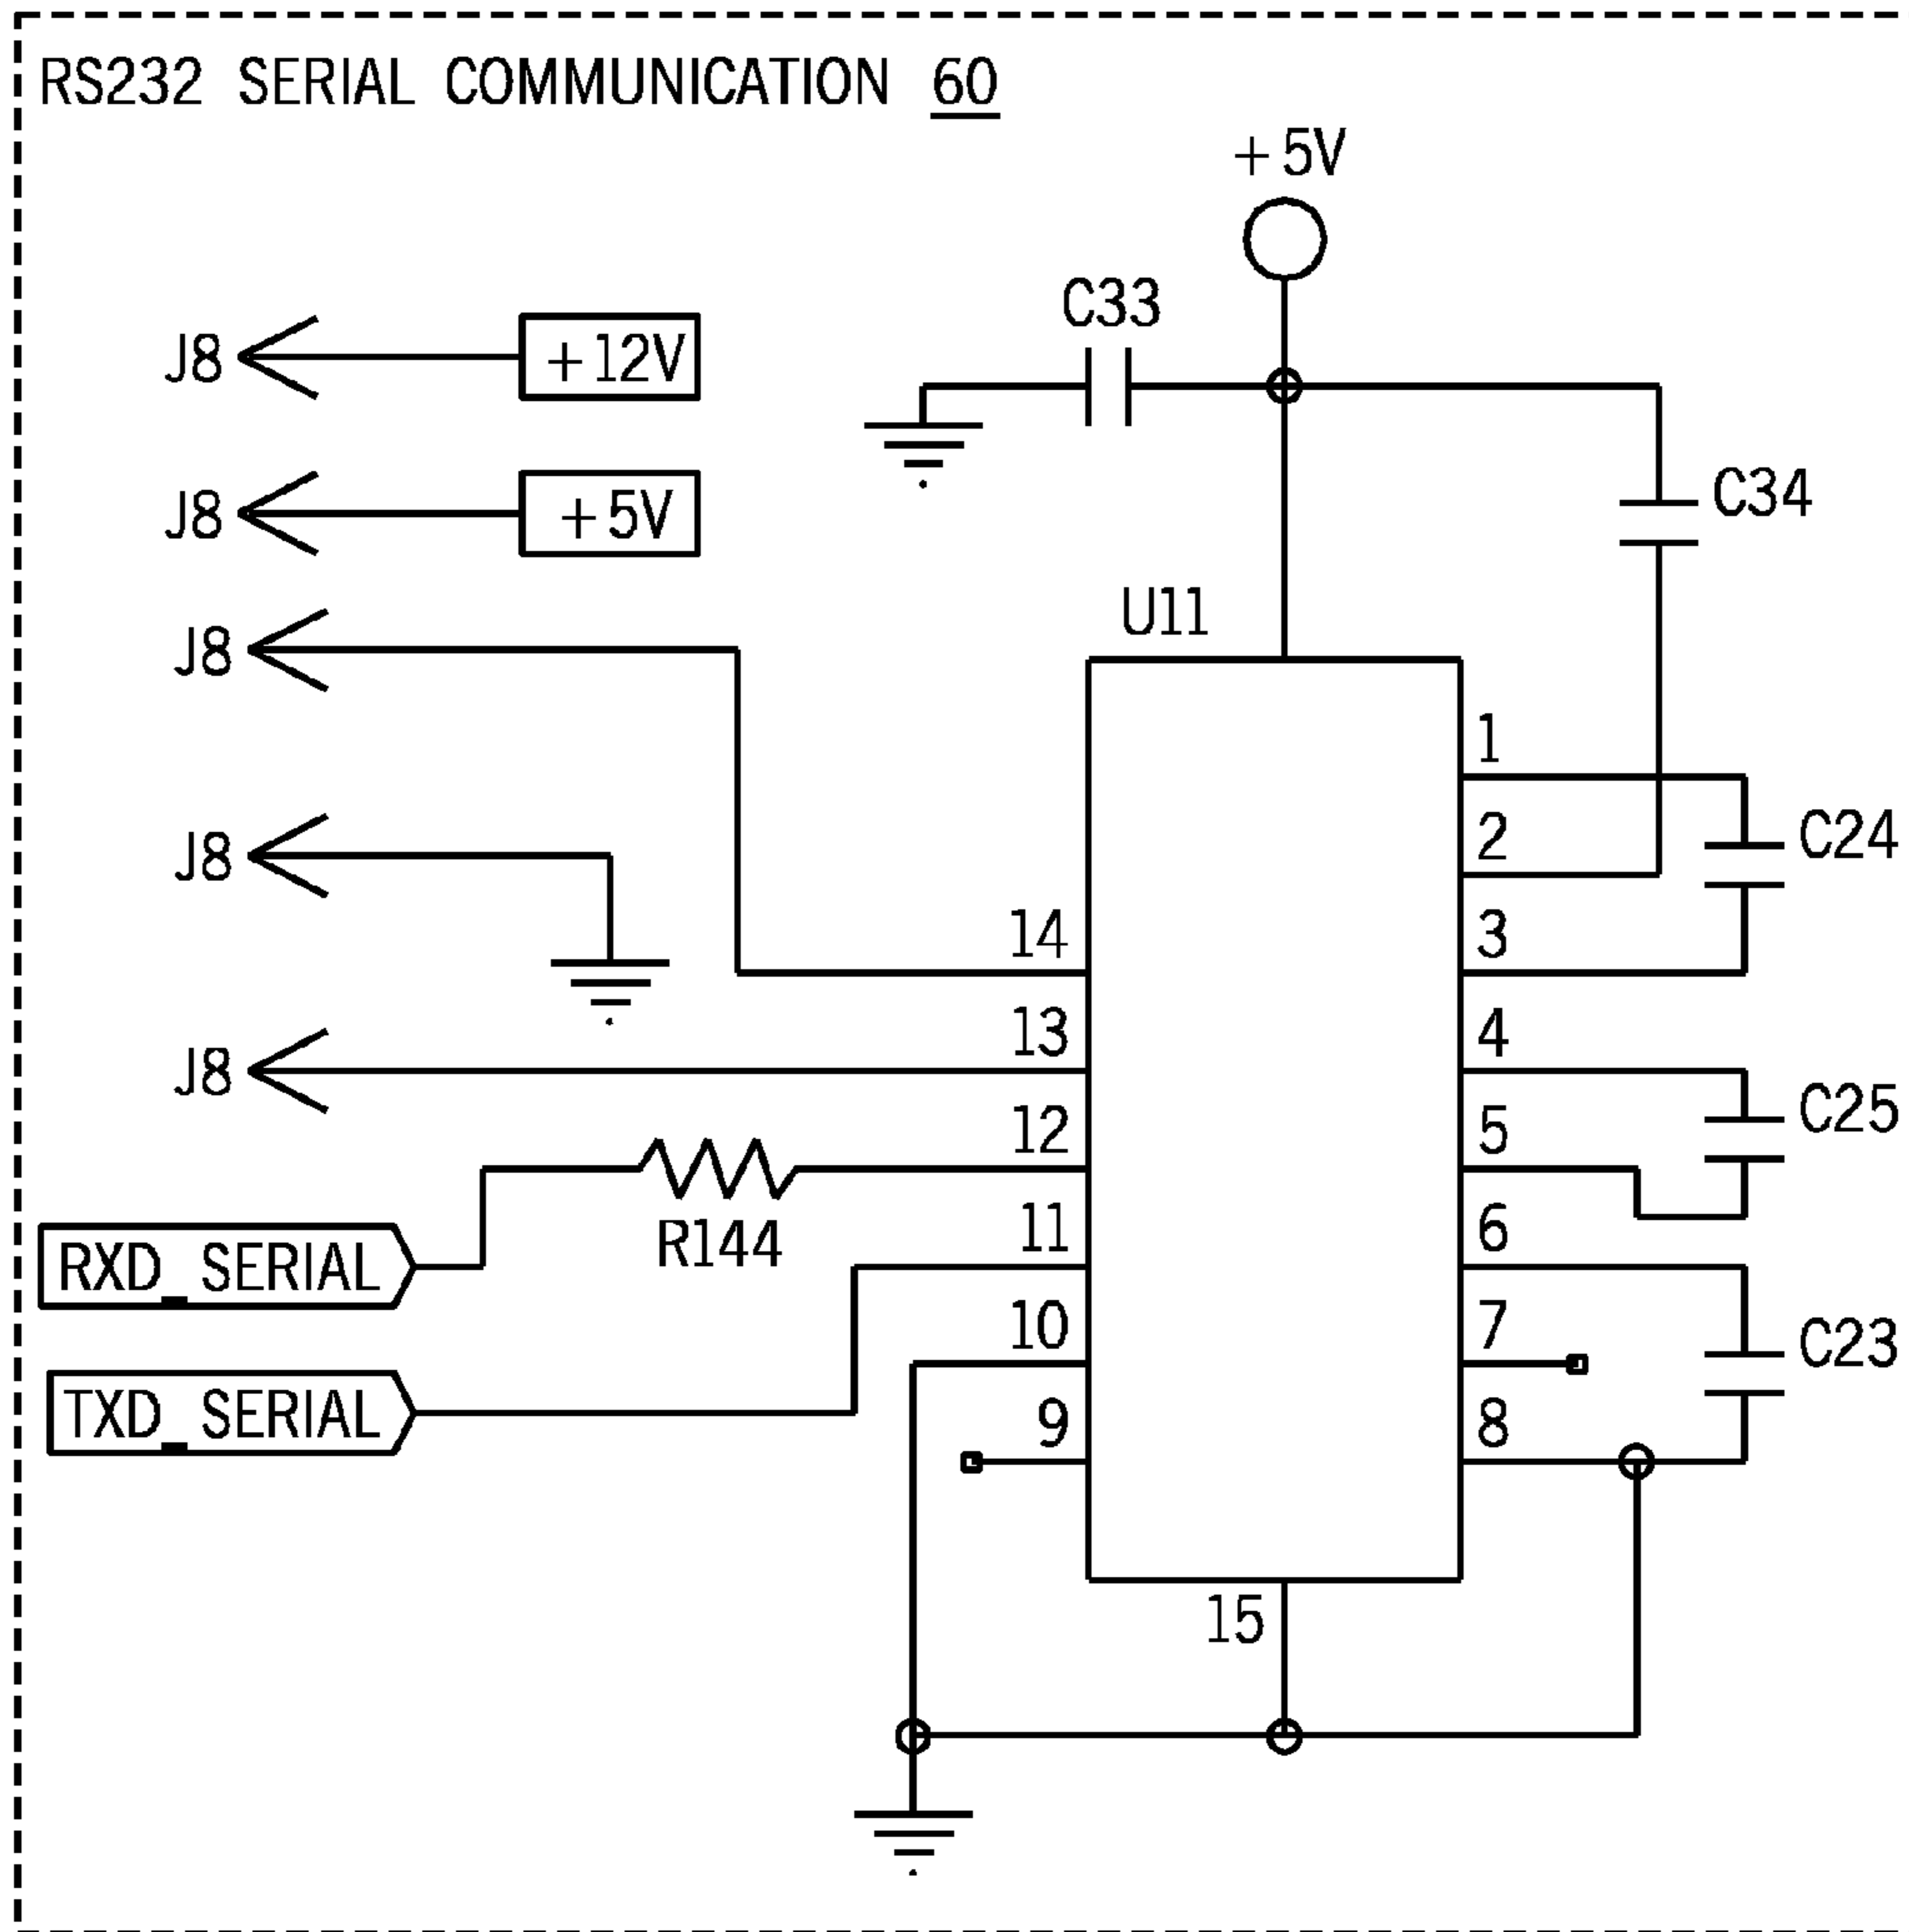 RS232 SERIAL COMMUNICATION 60
+5V
C33
J8
+12V
C34
J8
+5V
U11
J8
1
C24
J8
2
14
3
13
4
J8
C25
12
5
R144
11
6
RXD_SERIAL
10
7
C23
TXD_SERIAL
9
8
15